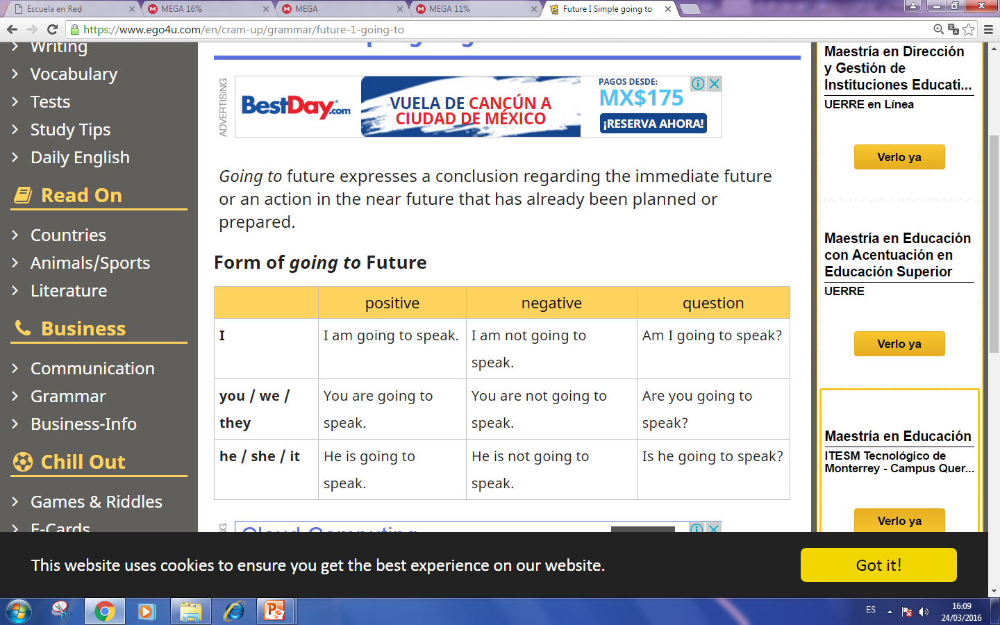 Escuela en Red
MEGA 16%
MEGA
MEGA 11%
Future I Simple going to
https://www.ego4u.com/en/cram-up/grammar/future-1-going-to
Writing
Vocabulary
Tests
Study Tips
Daily English
Read On
Countries
Animals/Sports
Literature
Business
Communication
Grammar
Business-Info
Chill Out
Games & Riddles
E-Cards
ADVERTISING
BestDay.com
VUELA DE CANCÚN A
CIUDAD DE MÉXICO
PAGOS DESDE:
MX$175
¡RESERVA AHORA!
Going to future expresses a conclusion regarding the immediate future
or an action in the near future that has already been planned or
prepared.
Form of going to Future
positive negative question
I I am going to speak. I am not going to Am I going to speak?
speak.
you / we / You are going to You are not going to Are you going to
they speak. speak. speak?
he / she / it He is going to He is not going to Is he going to speak?
speak. speak.
Cloud Computing
Maestría en Dirección
y Gestión de
Instituciones Educati...
UERRE en Línea
Verlo ya
Maestría en Educación
con Acentuación en
Educación Superior
UERRE
Verlo ya
Maestría en Educación
ITESM Tecnológico de
Monterrey - Campus Quer...
Verlo ya
This website uses cookies to ensure you get the best experience on our website.
Got it!
ES
16:09
24/03/2016